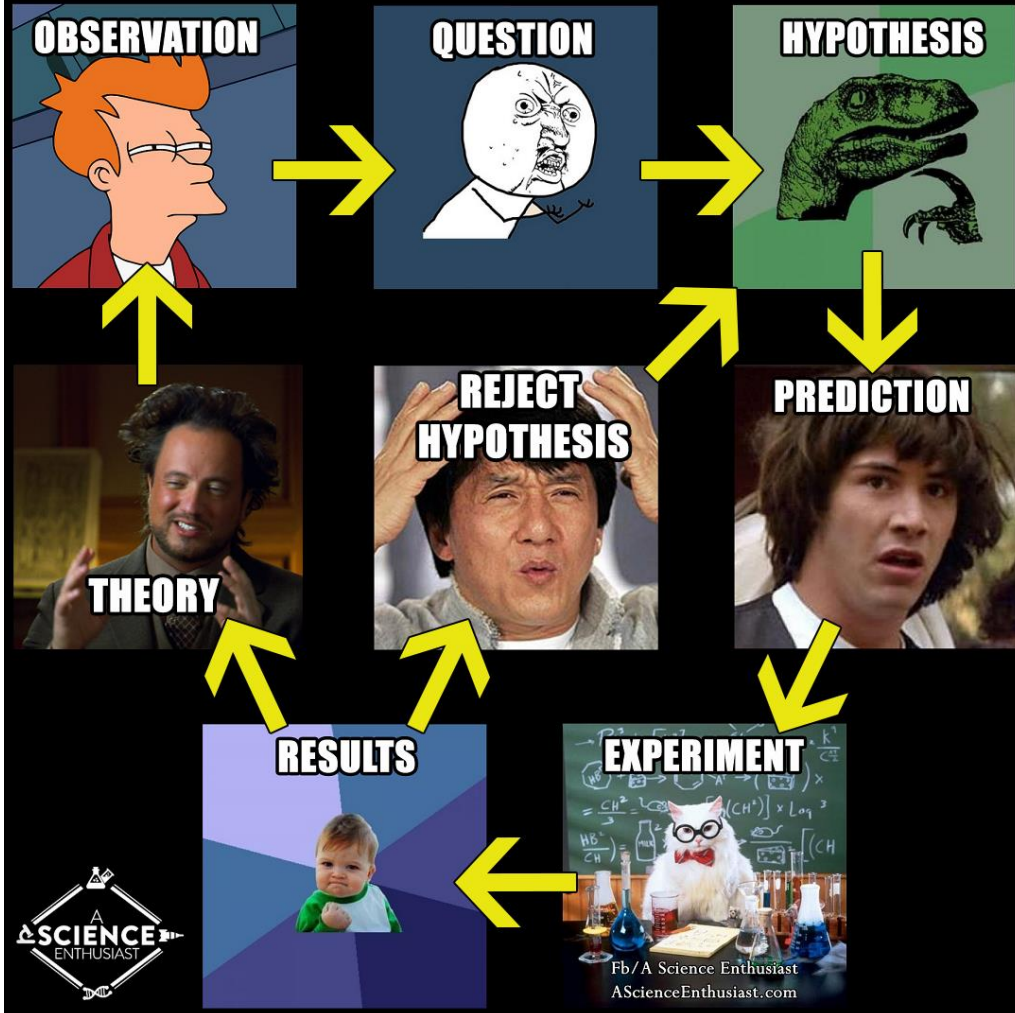 OBSERVATION
QUESTION
HYPOTHESIS
REJECT
HYPOTHESIS
PREDICTION
THEORY
RESULTS
EXPERIMENT
A
SCIENCE
ENTHUSIAST
Fb/A Science Enthusiast
AScienceEnthusiast.com